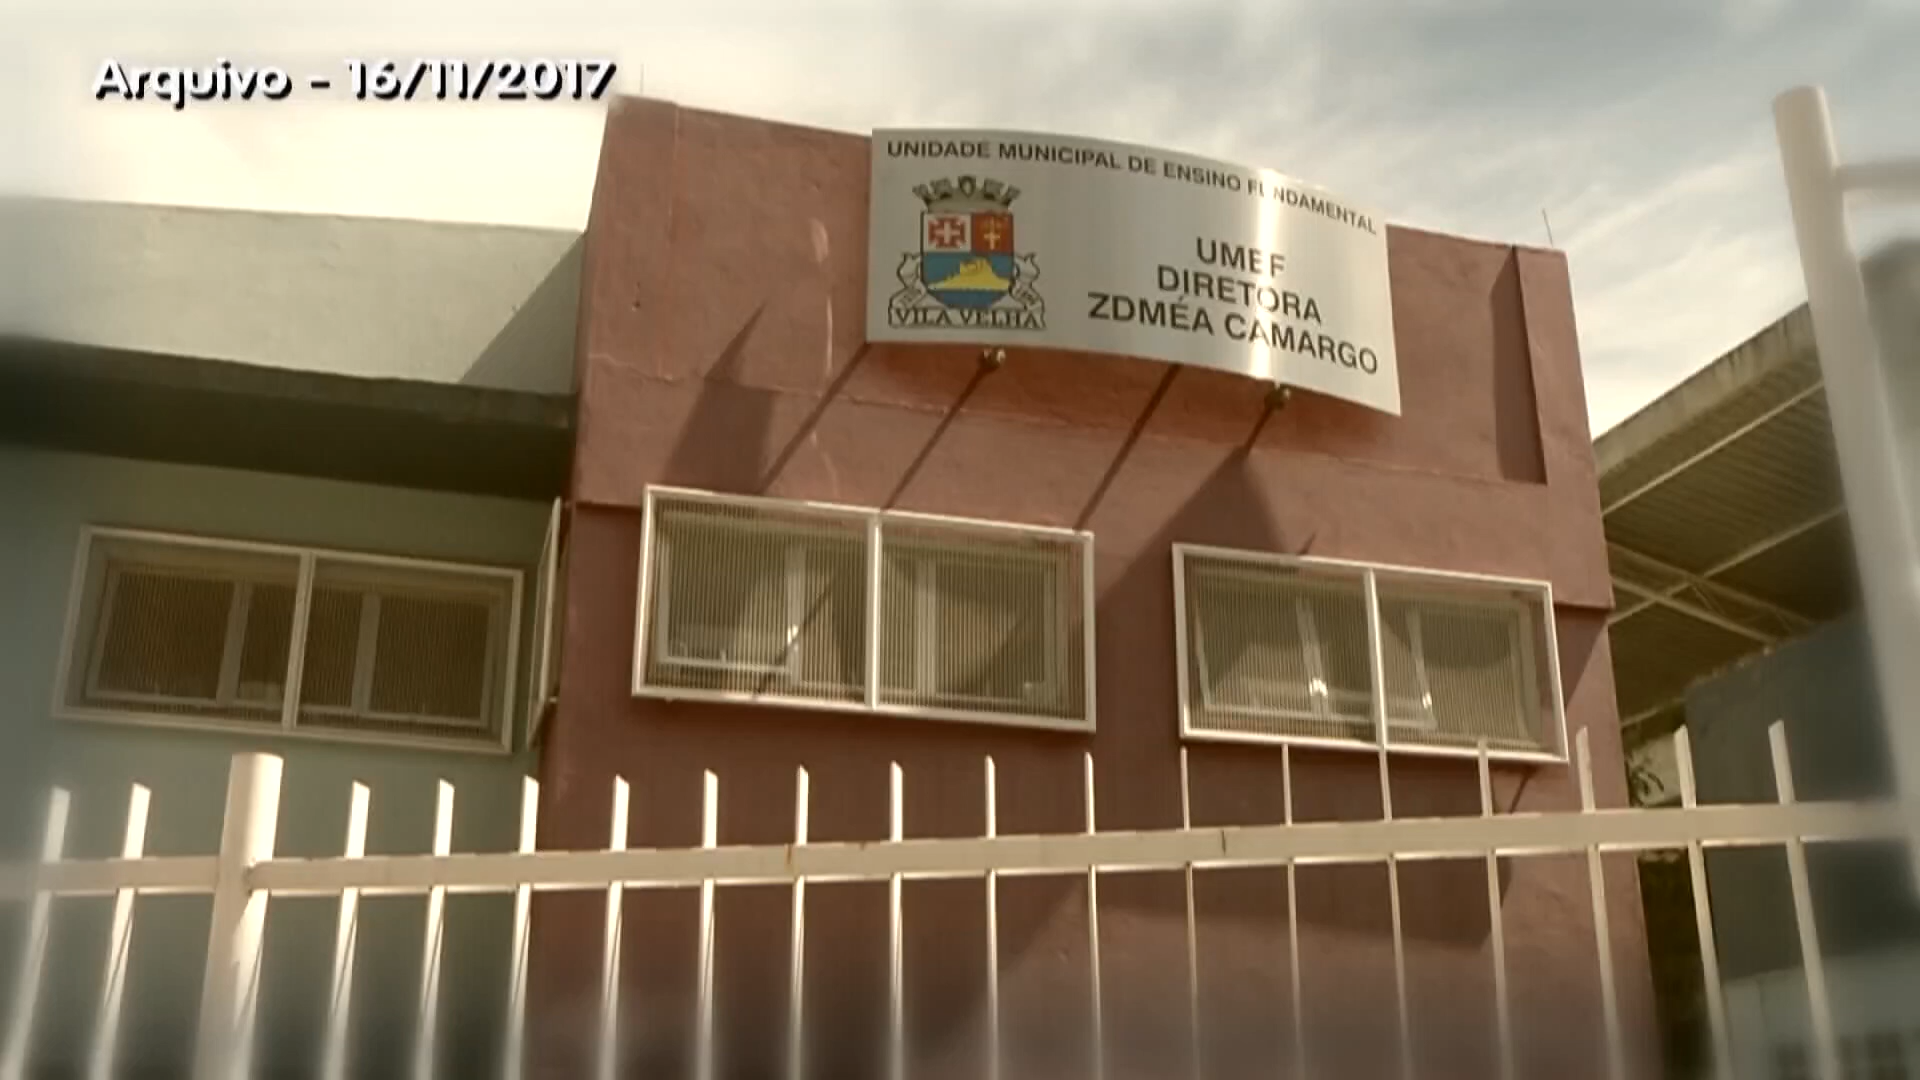 Arquivo - 16/11/2017
UNIDADE MUNICIPAL DE ENSINO FUNDAMENTAL
UMEF
DIRETORA
ZDMÉA CAMARGO
VILA VELHA